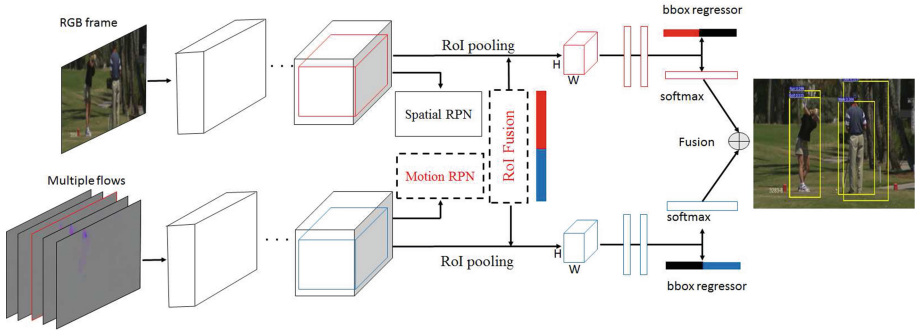 RGB frame
bbox regressor
RoI pooling
H
W
softmax
Spatial RPN
RoI Fusion
Fusion
Motion RPN
Multiple flows
softmax
RoI pooling
H
W
bbox regressor